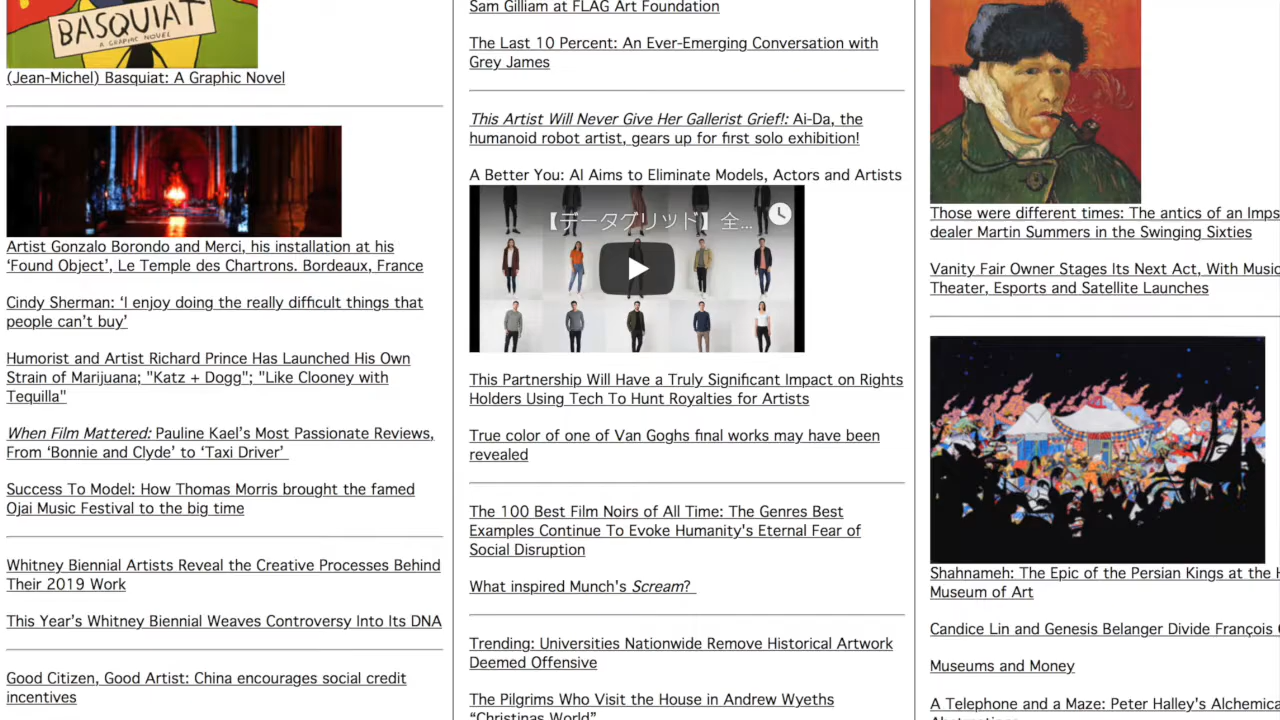 BASQUIAT
A GRAPHIC NOVEL
(Jean-Michel) Basquiat: A Graphic Novel
Artist Gonzalo Borondo and Merci, his installation at his
‘Found Object’, Le Temple des Chartrons. Bordeaux, France
Cindy Sherman: ‘I enjoy doing the really difficult things that
people can’t buy’
Humorist and Artist Richard Prince Has Launched His Own
Strain of Marijuana; "Katz + Dogg"; "Like Clooney with
Tequilla"
When Film Mattered: Pauline Kael’s Most Passionate Reviews,
From ‘Bonnie and Clyde’ to ‘Taxi Driver’
Success To Model: How Thomas Morris brought the famed
Ojai Music Festival to the big time
Whitney Biennial Artists Reveal the Creative Processes Behind
Their 2019 Work
This Year’s Whitney Biennial Weaves Controversy Into Its DNA
Good Citizen, Good Artist: China encourages social credit
incentives
Sam Gilliam at FLAG Art Foundation
The Last 10 Percent: An Ever-Emerging Conversation with
Grey James
This Artist Will Never Give Her Gallerist Grief!: Ai-Da, the
humanoid robot artist, gears up for first solo exhibition!
A Better You: AI Aims to Eliminate Models, Actors and Artists
【データグリッド】全...
This Partnership Will Have a Truly Significant Impact on Rights
Holders Using Tech To Hunt Royalties for Artists
True color of one of Van Goghs final works may have been
revealed
The 100 Best Film Noirs of All Time: The Genres Best
Examples Continue To Evoke Humanity's Eternal Fear of
Social Disruption
What inspired Munch's Scream?
Trending: Universities Nationwide Remove Historical Artwork
Deemed Offensive
The Pilgrims Who Visit the House in Andrew Wyeths
“Christinas World”
Those were different times: The antics of an Imps
dealer Martin Summers in the Swinging Sixties
Vanity Fair Owner Stages Its Next Act, With Music
Theater, Esports and Satellite Launches
Shahnameh: The Epic of the Persian Kings at the H
Museum of Art
Candice Lin and Genesis Belanger Divide François
Museums and Money
A Telephone and a Maze: Peter Halley's Alchemica